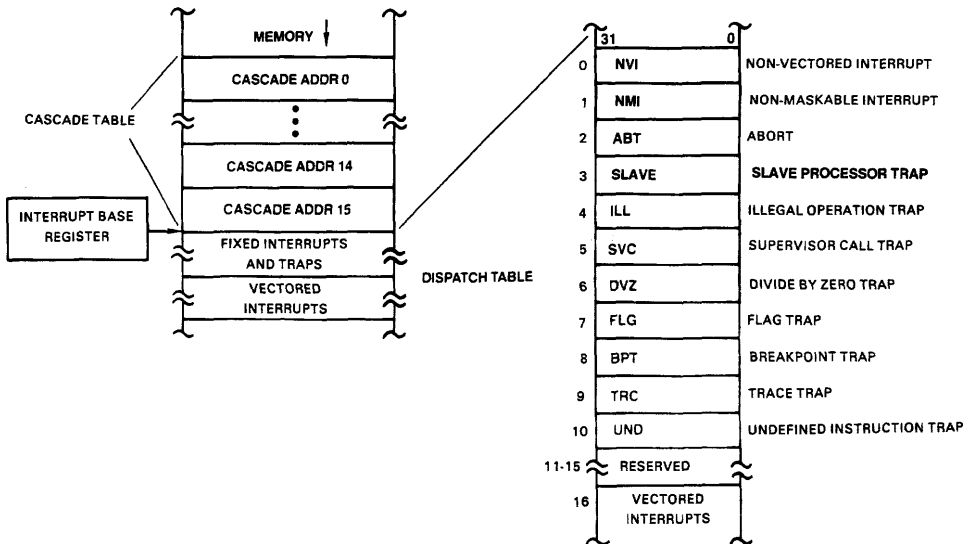 MEMORY
CASCADE ADDR 0
CASCADE TABLE
CASCADE ADDR 14
CASCADE ADDR 15
INTERRUPT BASE
REGISTER
FIXED INTERRUPTS
AND TRAPS
VECTORED
INTERRUPTS
DISPATCH TABLE
31 0
0 NVI NON-VECTORED INTERRUPT
1 NMI NON-MASKABLE INTERRUPT
2 ABT ABORT
3 SLAVE SLAVE PROCESSOR TRAP
4 ILL ILLEGAL OPERATION TRAP
5 SVC SUPERVISOR CALL TRAP
6 DVZ DIVIDE BY ZERO TRAP
7 FLG FLAG TRAP
8 BPT BREAKPOINT TRAP
9 TRC TRACE TRAP
10 UND UNDEFINED INSTRUCTION TRAP
11-15 RESERVED
16 VECTORED
INTERRUPTS